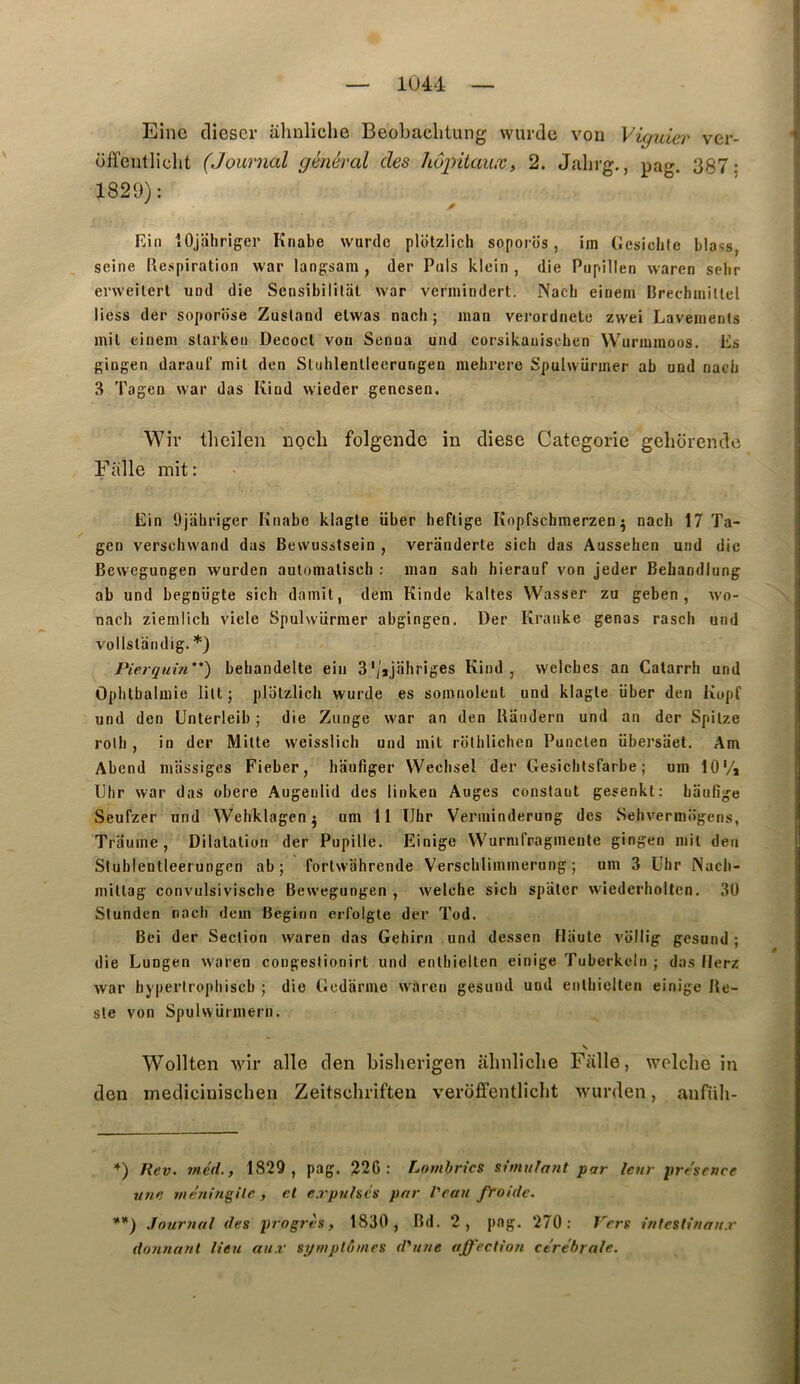 — 1044 —
Eine dieser ähnliche Beobachtung wurde von Viguier ver-
öffentlicht (Journal général des hôpitaux, 2. Jahrg., pag. 387;
1829):
Ein 10jähriger Knabe wurde plötzlich soporös, im Gesichte blass,
seine Respiration war langsam, der Puls klein, die Pupillen waren sehr
erweitert und die Sensibilität war vermindert. Nach einem Brechmittel
liess der soporöse Zustand etwas nach; man verordnete zwei Lavements
mit einem starken Decoct von Senna und corsikanischen Wurmmoos. Es
gingen darauf mit den Stuhlentleerungen mehrere Spulwürmer ab und nach
3 Tagen war das Kind wieder genesen.
Wir theilen noch folgende in diese Categorie gehörende
Fälle mit:
Ein 9jähriger Knabe klagte über heftige Kopfschmerzen; nach 17 Ta-
gen verschwand das Bewusstsein, veränderte sich das Aussehen und die
Bewegungen wurden automatisch: man sah hierauf von jeder Behandlung
ab und begnügte sich damit, dem Kinde kaltes Wasser zu geben, wo-
nach ziemlich viele Spulwürmer abgingen. Der Kranke genas rasch und
vollständig.*)
Pierquin**) behandelte ein 3½jähriges Kind, welches an Catarrh und
Ophthalmie litt; plötzlich wurde es somnolent und klagte über den Kopf
und den Unterleib; die Zunge war an den Rändern und an der Spitze
roth, in der Mitte weisslich und mit röthlichen Puncten übersäet. Am
Abend mässiges Fieber, häufiger Wechsel der Gesichtsfarbe; um 10½
Uhr war das obere Augenlid des linken Auges constant gesenkt: häufige
Seufzer und Wehklagen; um 11 Uhr Verminderung des Sehvermögens,
Träume, Dilatation der Pupille. Einige Wurmfragmente gingen mit den
Stuhlentleerungen ab; fortwährende Verschlimmerung; um 3 Uhr Nach-
mittag convulsivische Bewegungen, welche sich später wiederholten. 30
Stunden nach dem Beginn erfolgte der Tod.
Bei der Section waren das Gehirn und dessen Häute völlig gesund;
die Lungen waren congestionirt und enthielten einige Tuberkeln; das Herz
war hypertrophisch; die Gedärme waren gesund und enthielten einige Re-
ste von Spulwürmern.
Wollten wir alle den bisherigen ähnliche Fälle, welche in
den medicinischen Zeitschriften veröffentlicht wurden, anfüh-
*) Rev. méd., 1829, pag. 226: Lombrics simulant par leur présence
une méningite, et expulsés par l'eau froide.
**) Journal des progrès, 1830, Bd. 2, pag. 270: Vers intestinaux
donnant lieu aux symptômes d'une affection cérébrale.